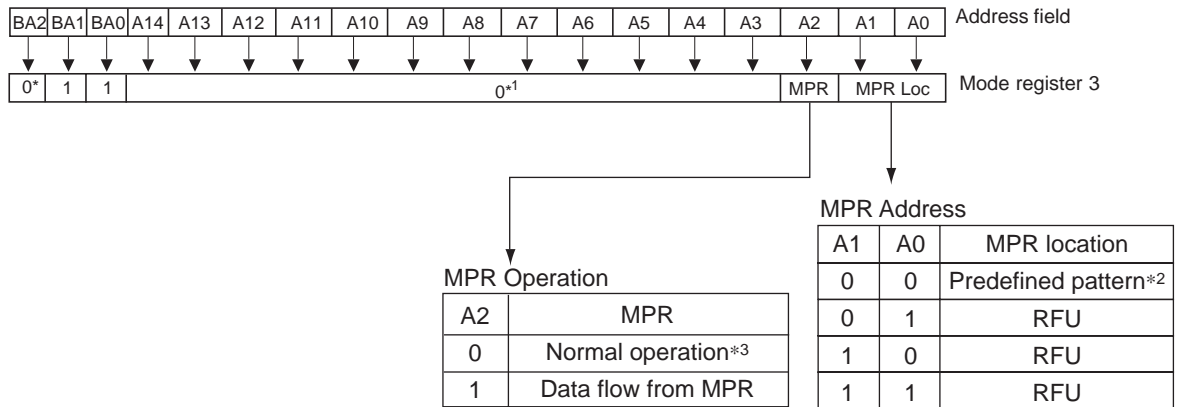 BA2 BA1 BA0 A14 A13 A12 A11 A10 A9 A8 A7 A6 A5 A4 A3 A2 A1 A0 Address field
0* 1 1 0*1 MPR MPR Loc Mode register 3
MPR Address
A1 A0 MPR location
0 0 Predefined pattern*2
0 1 RFU
1 0 RFU
1 1 RFU
MPR Operation
A2 MPR
0 Normal operation*3
1 Data flow from MPR